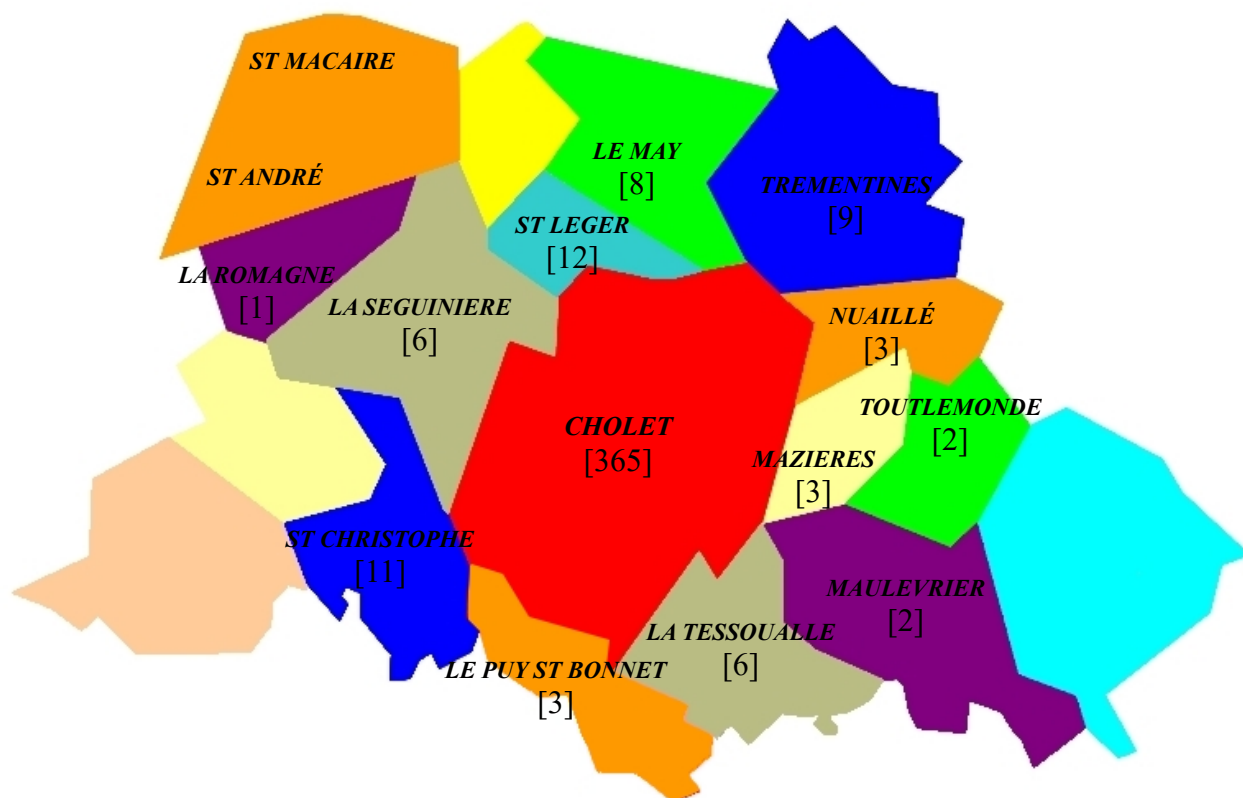 ST MACAIRE
LE MAY
[8]
ST ANDRÉ
TREMENTINES
[9]
ST LEGER
[12]
LA ROMAGNE
[1]
LA SEGUINIERE
[6]
NUAILLÉ
[3]
TOUTLEMONDE
[2]
CHOLET
[365]
MAZIERES
[3]
ST CHRISTOPHE
[11]
MAULEVRIER
[2]
LA TESSOUALLE
[6]
LE PUY ST BONNET
[3]